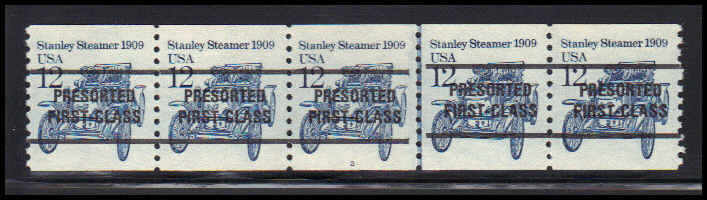 Stanley Steamer 1909 Stanley Steamer 1909 Stanley Steamer 1909 Stanley Steamer 1909 Stanley Steamer 1909
USA USA USA USA USA
12 12 12 12 12
PRESORTED PRESORTED PRESORTED PRESORTED PRESORTED
FIRST-CLASS FIRST-CLASS FIRST-CLASS FIRST-CLASS FIRST-CLASS